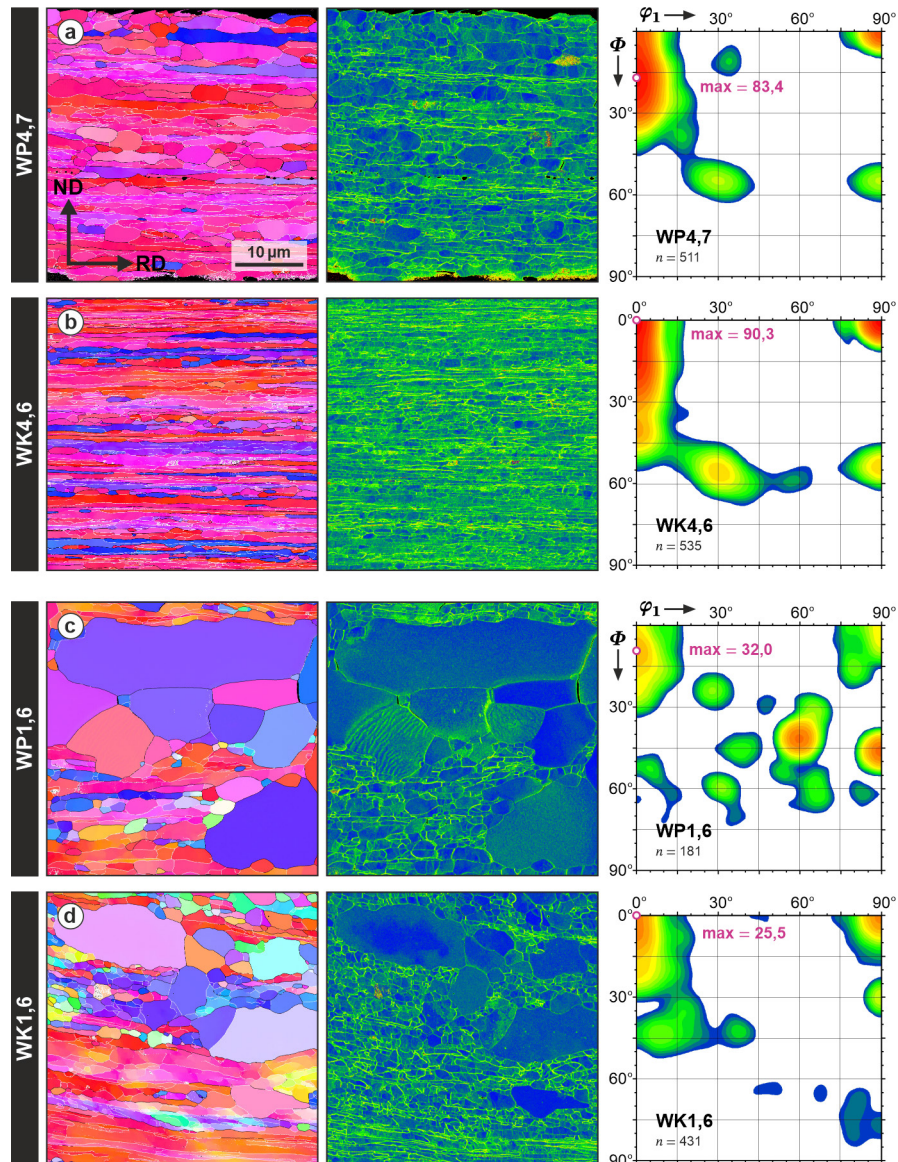 WP4,7
a
ND
RD
10 µm
φ₁ → 30° 60° 90°
Φ
↓
30°
60°
90°
max = 83,4
WP4,7
n = 511
WK4,6
b
0° 30° 60° 90°
0°
30°
60°
90°
max = 90,3
WK4,6
n = 535
WP1,6
c
φ₁ → 30° 60° 90°
Φ
↓
30°
60°
90°
max = 32,0
WP1,6
n = 181
WK1,6
d
0° 30° 60° 90°
0°
30°
60°
90°
max = 25,5
WK1,6
n = 431